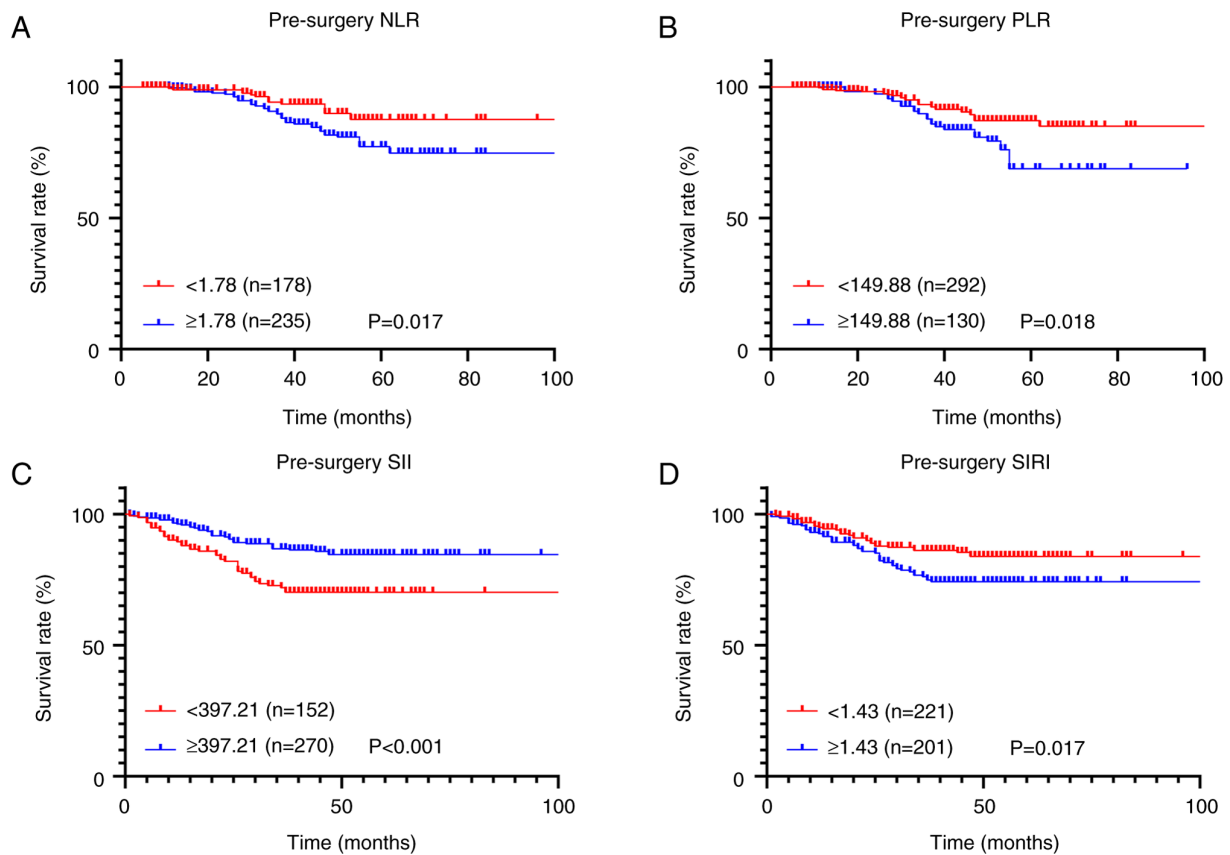 A
Pre-surgery NLR
Survival rate (%)
100
50
0
<1.78 (n=178)
≥1.78 (n=235)
P=0.017
0 20 40 60 80 100
Time (months)
B
Pre-surgery PLR
Survival rate (%)
100
50
0
<149.88 (n=292)
≥149.88 (n=130)
P=0.018
0 20 40 60 80 100
Time (months)
C
Pre-surgery SII
Survival rate (%)
100
50
0
<397.21 (n=152)
≥397.21 (n=270)
P<0.001
0 50 100
Time (months)
D
Pre-surgery SIRI
Survival rate (%)
100
50
0
<1.43 (n=221)
≥1.43 (n=201)
P=0.017
0 50 100
Time (months)